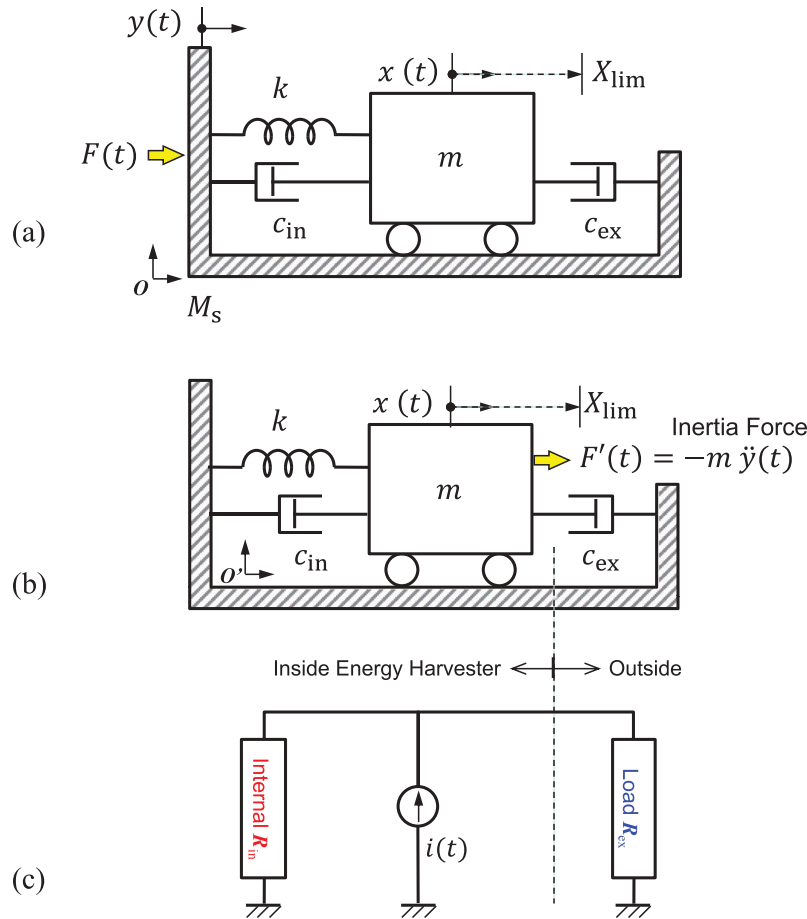 y(t)
x (t)
X_lim
k
F(t)
m
c_in
c_ex
(a)
o
M_s
x (t)
X_lim
k
Inertia Force
F′(t) = −m ÿ(t)
m
c_in
c_ex
o'
(b)
Inside Energy Harvester
Outside
Internal R_in
Load R_ex
i(t)
(c)